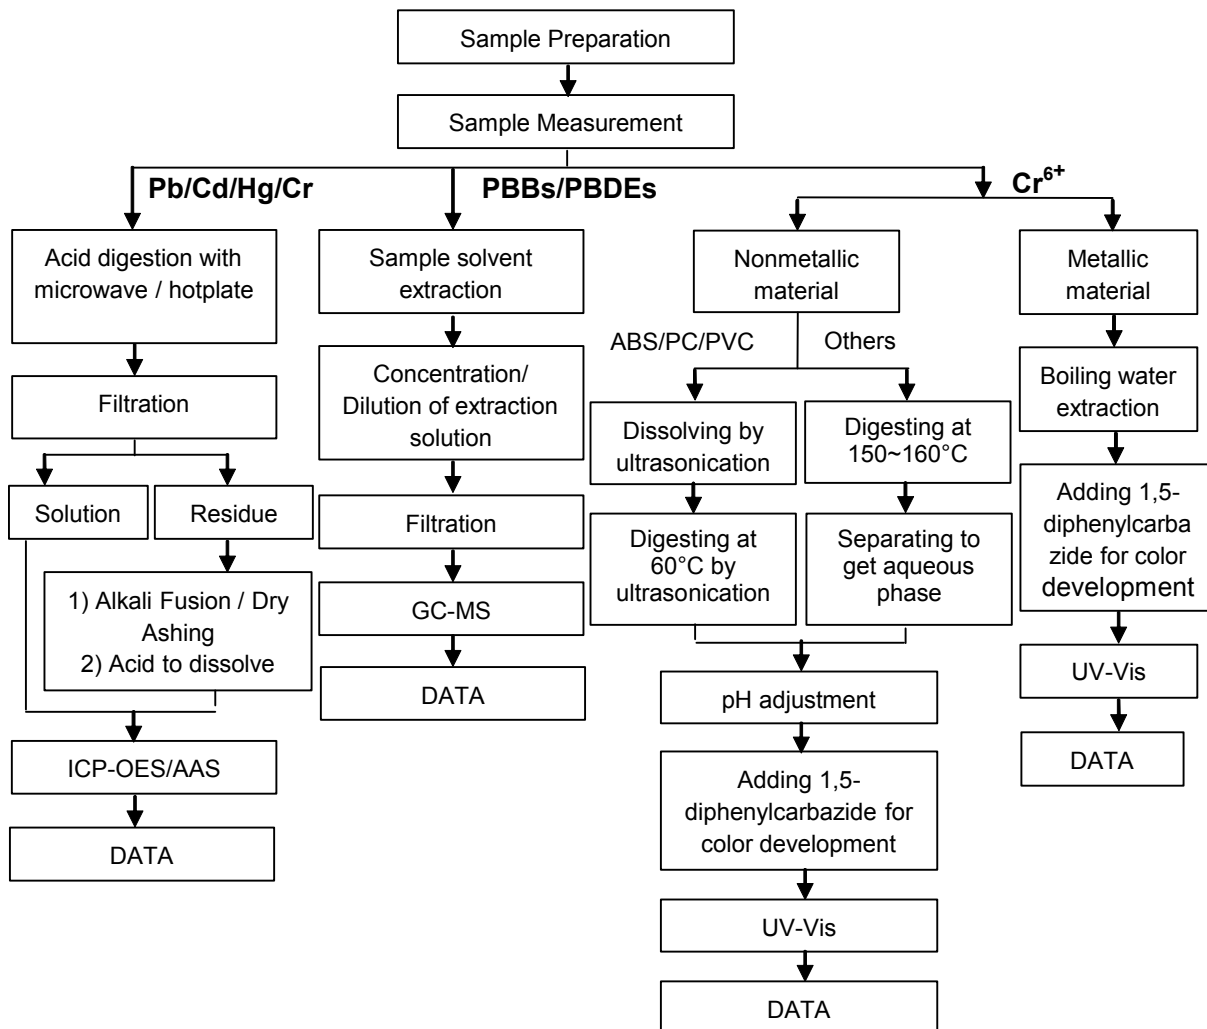 Sample Preparation
Sample Measurement
Pb/Cd/Hg/Cr
PBBs/PBDEs
Cr⁶⁺
Acid digestion with
microwave / hotplate
Filtration
Solution
Residue
1) Alkali Fusion / Dry
Ashing
2) Acid to dissolve
ICP-OES/AAS
DATA
Sample solvent
extraction
Concentration/
Dilution of extraction
solution
Filtration
GC-MS
DATA
Nonmetallic
material
ABS/PC/PVC
Others
Dissolving by
ultrasonication
Digesting at
60°C by
ultrasonication
Digesting at
150~160°C
Separating to
get aqueous
phase
pH adjustment
Adding 1,5-
diphenylcarbazide for
color development
UV-Vis
DATA
Metallic
material
Boiling water
extraction
Adding 1,5-
diphenylcarba
zide for color
development
UV-Vis
DATA